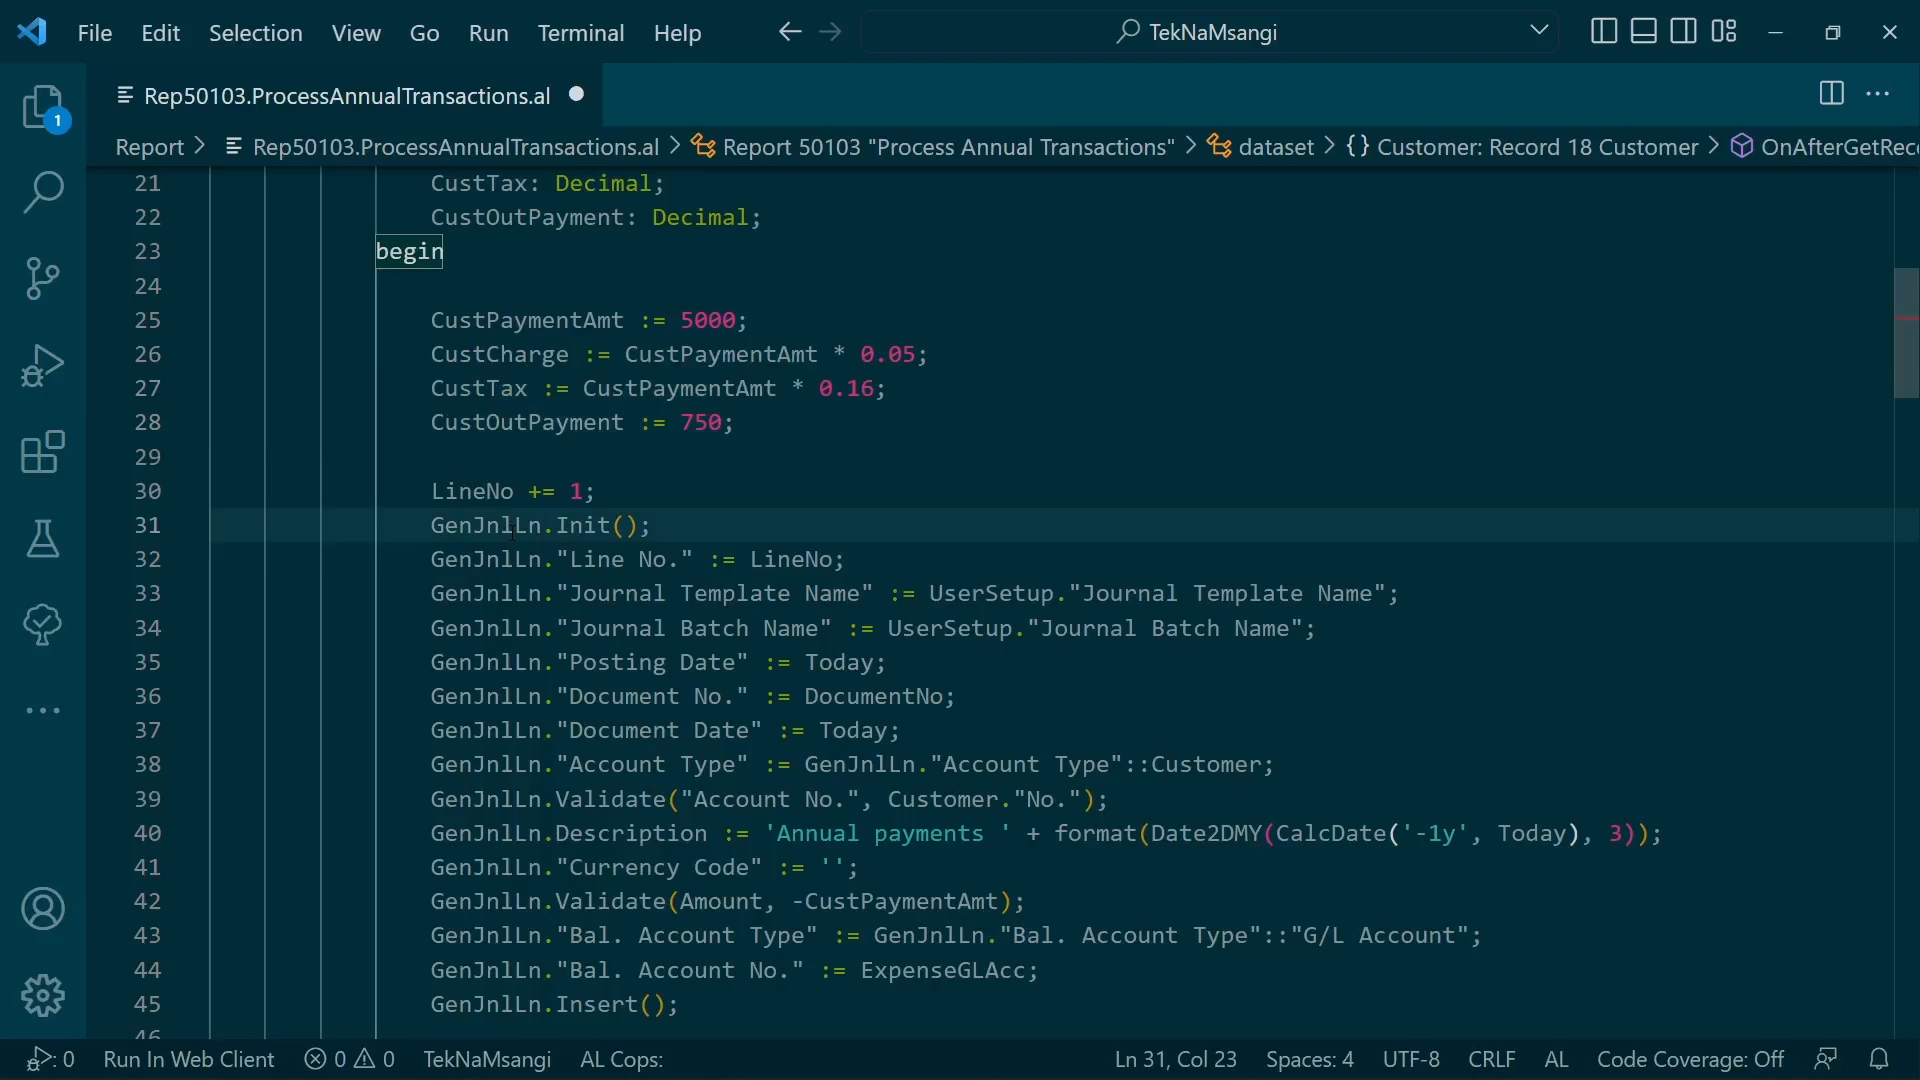 File Edit Selection View Go Run Terminal Help TekNaMsangi
Rep50103.ProcessAnnualTransactions.al
1
Report > Rep50103.ProcessAnnualTransactions.al > Report 50103 "Process Annual Transactions" > dataset > {} Customer: Record 18 Customer > OnAfterGetReco
21 CustTax: Decimal;
22 CustOutPayment: Decimal;
23 begin
24
25 CustPaymentAmt := 5000;
26 CustCharge := CustPaymentAmt * 0.05;
27 CustTax := CustPaymentAmt * 0.16;
28 CustOutPayment := 750;
29
30 LineNo += 1;
31 GenJnlLn.Init();
32 GenJnlLn."Line No." := LineNo;
33 GenJnlLn."Journal Template Name" := UserSetup."Journal Template Name";
34 GenJnlLn."Journal Batch Name" := UserSetup."Journal Batch Name";
35 GenJnlLn."Posting Date" := Today;
36 GenJnlLn."Document No." := DocumentNo;
37 GenJnlLn."Document Date" := Today;
38 GenJnlLn."Account Type" := GenJnlLn."Account Type"::Customer;
39 GenJnlLn.Validate("Account No.", Customer."No.");
40 GenJnlLn.Description := 'Annual payments ' + format(Date2DMY(CalcDate('-1y', Today), 3));
41 GenJnlLn."Currency Code" := '';
42 GenJnlLn.Validate(Amount, -CustPaymentAmt);
43 GenJnlLn."Bal. Account Type" := GenJnlLn."Bal. Account Type"::"G/L Account";
44 GenJnlLn."Bal. Account No." := ExpenseGLAcc;
45 GenJnlLn.Insert();
46
: 0 Run In Web Client 0 0 TekNaMsangi AL Cops: Ln 31, Col 23 Spaces: 4 UTF-8 CRLF AL Code Coverage: Off